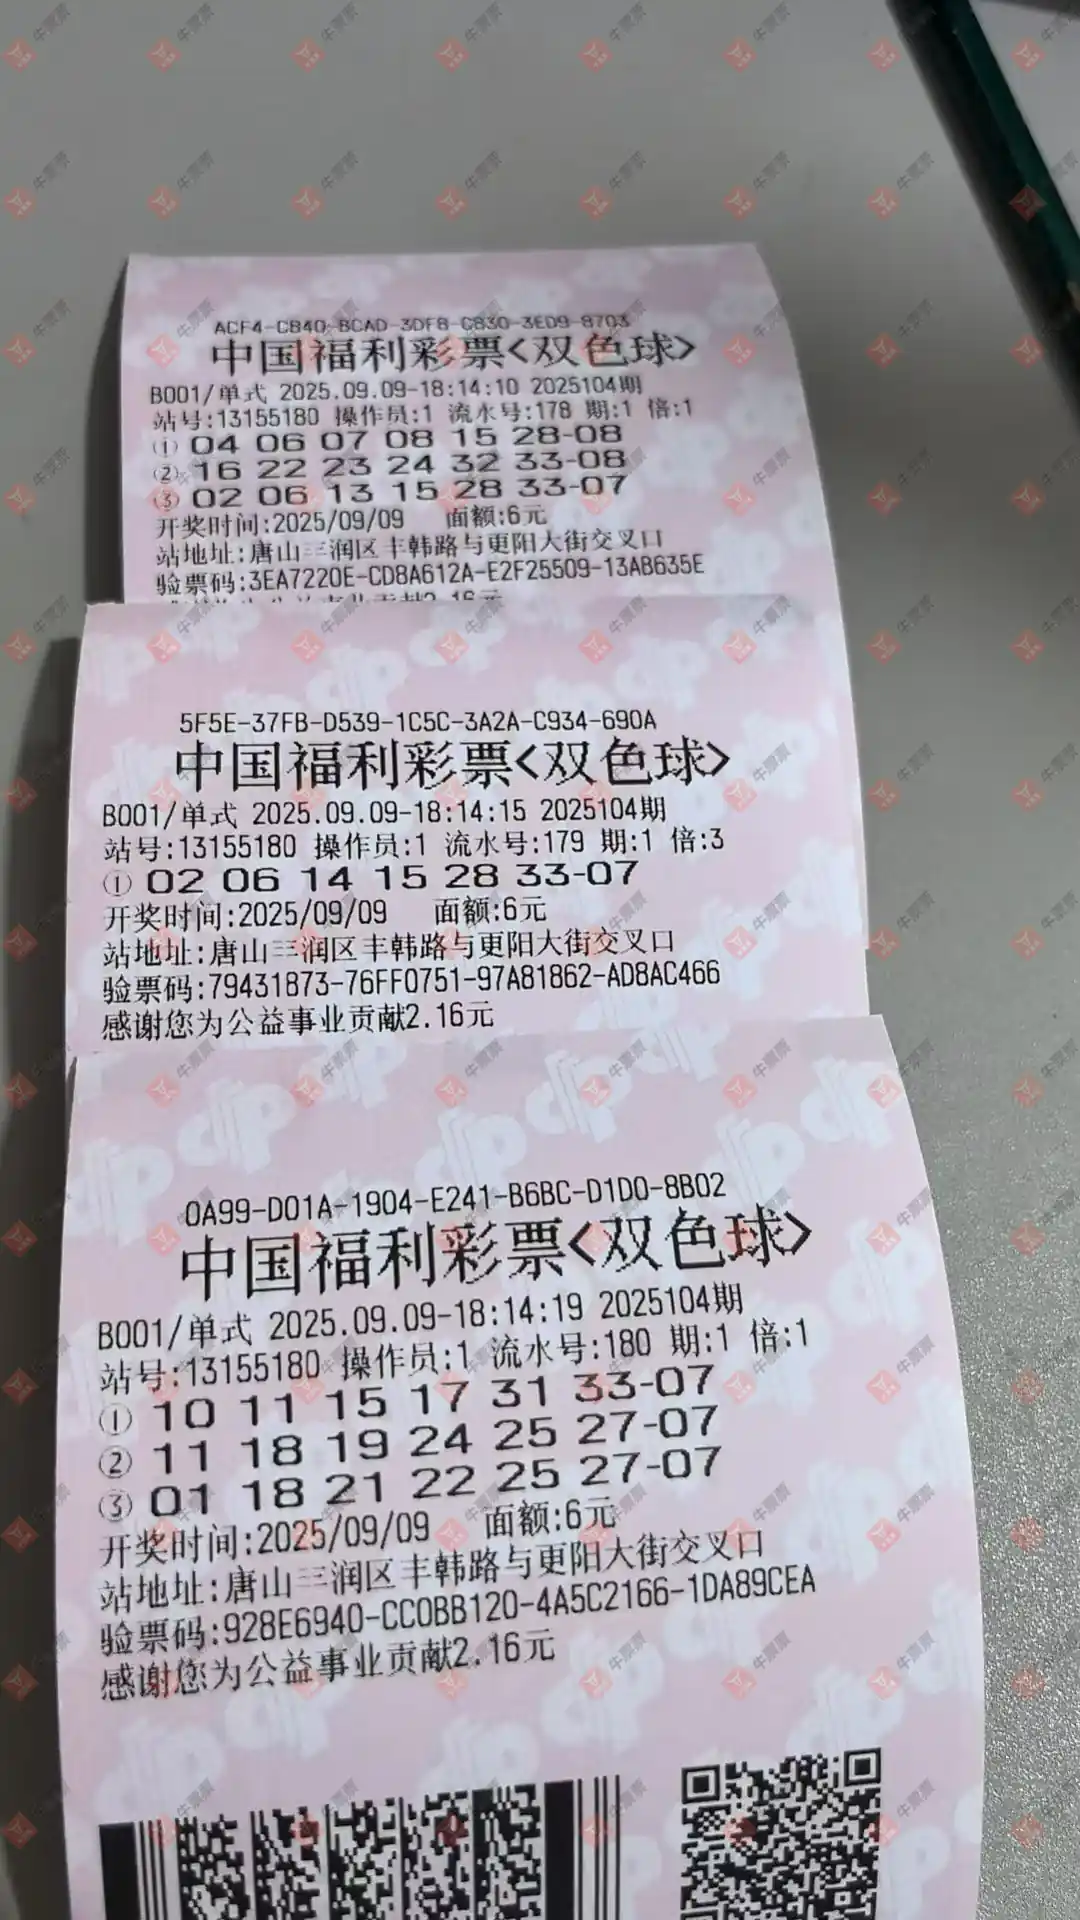 ACF4-CB40-BCAD-3DF8-C830-3ED9-8703
中国福利彩票<双色球>
B001/单式 2025.09.09-18:14:10 2025104期
站号:13155180 操作员:1 流水号:178 期:1 倍:1
① 04 06 07 08 15 28-08
② 16 22 23 24 32 33-08
③ 02 06 13 15 28 33-07
开奖时间:2025/09/09 面额:6元
站地址:唐山三润区丰韩路与更阳大街交叉口
验票码:3EA7220E-CD8A612A-E2F25509-13AB635E
5F5E-37FB-D539-1C5C-3A2A-C934-690A
中国福利彩票<双色球>
B001/单式 2025.09.09-18:14:15 2025104期
站号:13155180 操作员:1 流水号:179 期:1 倍:3
① 02 06 14 15 28 33-07
开奖时间:2025/09/09 面额:6元
站地址:唐山三润区丰韩路与更阳大街交叉口
验票码:79431873-76FF0751-97A81862-AD8AC466
感谢您为公益事业贡献2.16元
0A99-D01A-1904-E241-B6BC-D1D0-8B02
中国福利彩票<双色球>
B001/单式 2025.09.09-18:14:19 2025104期
站号:13155180 操作员:1 流水号:180 期:1 倍:1
① 10 11 15 17 31 33-07
② 11 18 19 24 25 27-07
③ 01 18 21 22 25 27-07
开奖时间:2025/09/09 面额:6元
站地址:唐山三润区丰韩路与更阳大街交叉口
验票码:928E6940-CC0BB120-4A5C2166-1DA89CEA
感谢您为公益事业贡献2.16元
牛票票